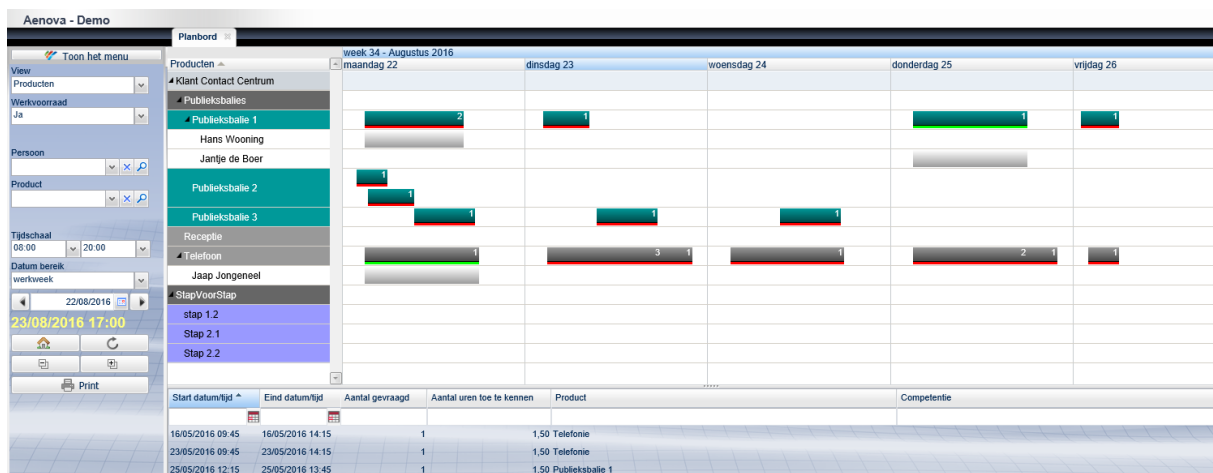 Aenova - Demo
Planbord
Toon het menu
View
Producten
Werkvoorraad
Ja
Persoon
Product
Tijdschaal
08:00 20:00
Datum bereik
werkweek
22/08/2016
23/08/2016 17:00
Print
week 34 - Augustus 2016
Producten maandag 22 dinsdag 23 woensdag 24 donderdag 25 vrijdag 26
Klant Contact Centrum
Publieksbalies
Publieksbalie 1 2 1 1 1
Hans Wooning
Jantje de Boer
1
Publieksbalie 2
1
Publieksbalie 3 1 1 1
Receptie
Telefoon 1 3 1 1 2 1 1
Jaap Jongeneel
StapVoorStap
stap 1.2
Stap 2.1
Stap 2.2
Start datum/tijd Eind datum/tijd Aantal gevraagd Aantal uren toe te kennen Product Competentie
16/05/2016 09:45 16/05/2016 14:15 1 1,50 Telefonie
23/05/2016 09:45 23/05/2016 14:15 1 1,50 Telefonie
25/05/2016 12:15 25/05/2016 13:45 1 1,50 Publieksbalie 1